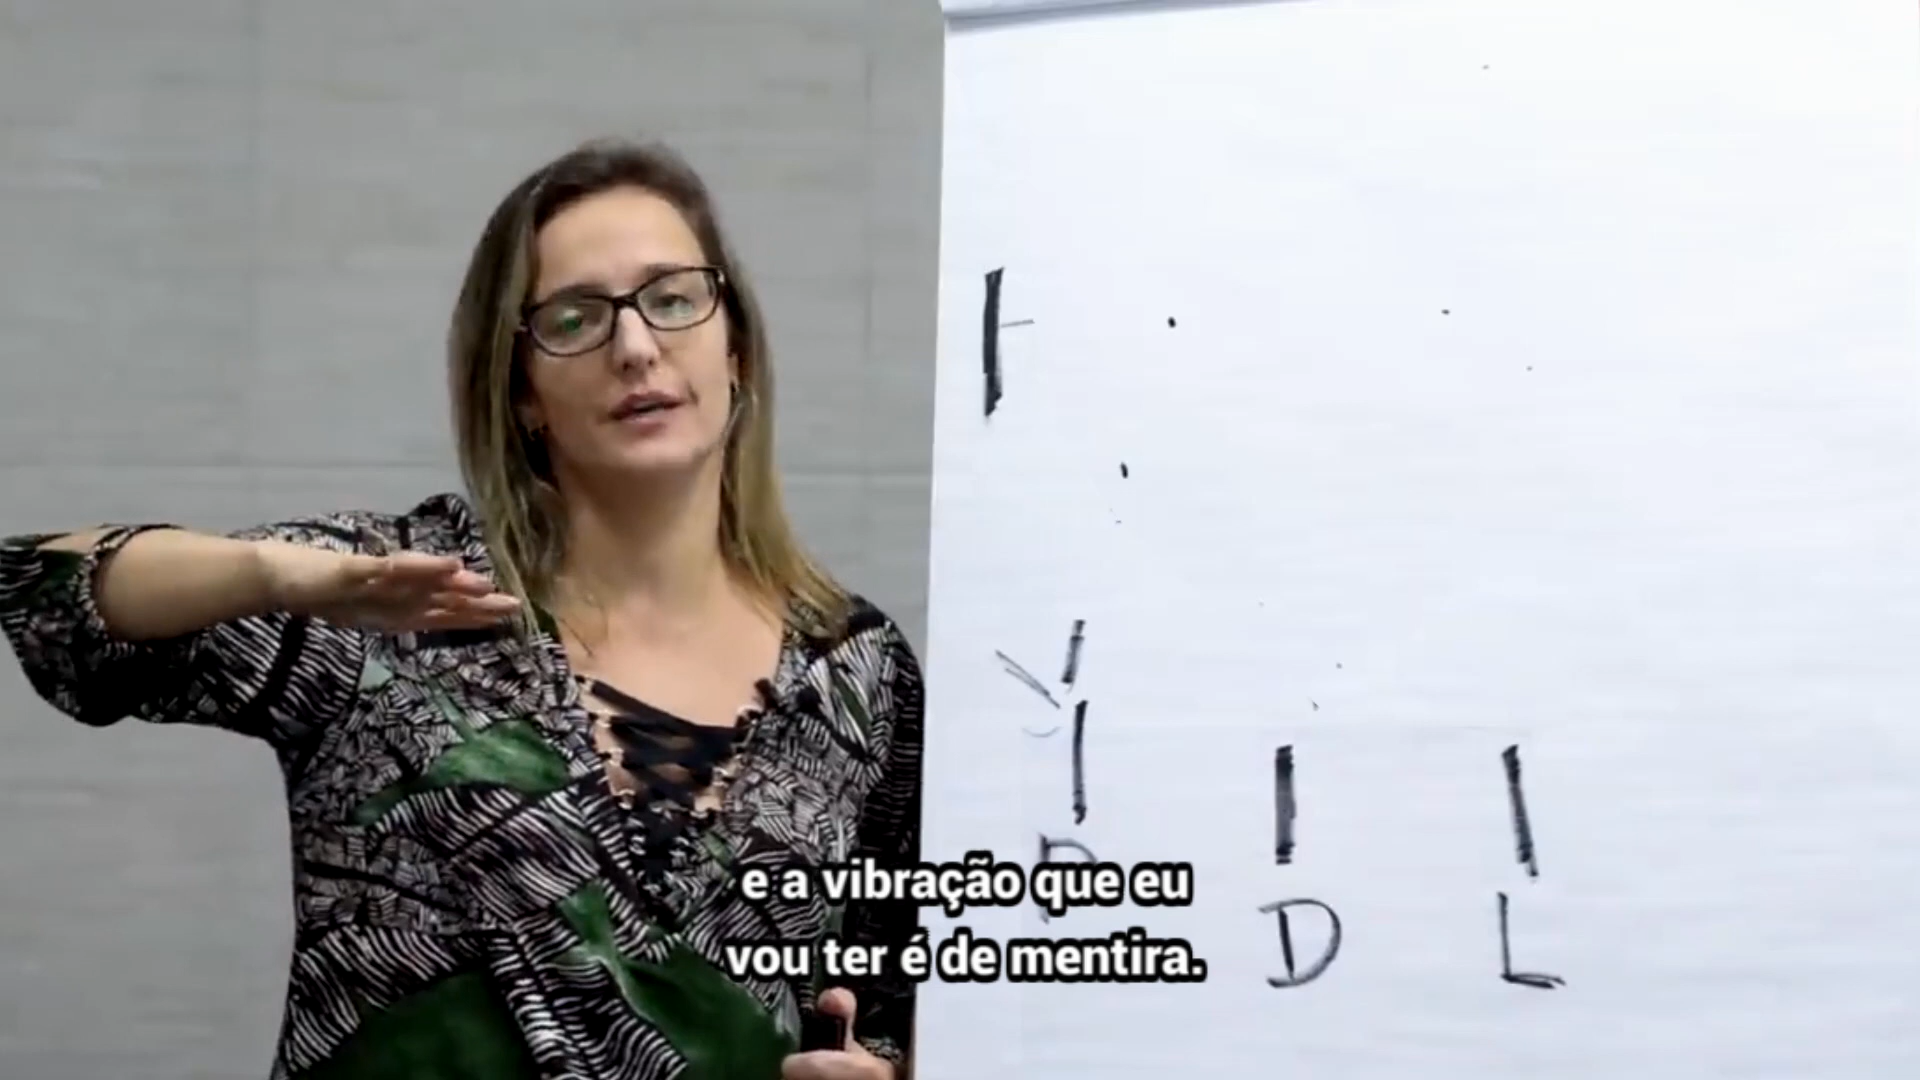 P D L
e a vibração que eu
vou ter é de mentira.